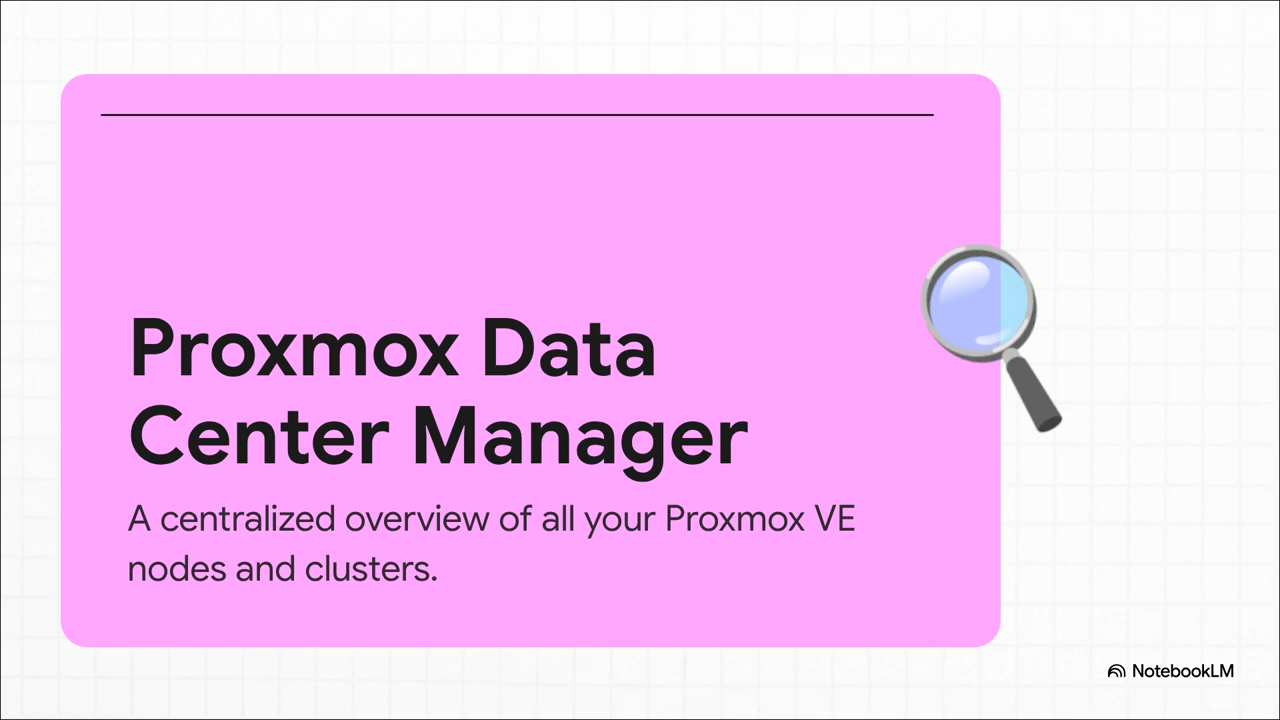 Proxmox Data
Center Manager
A centralized overview of all your Proxmox VE
nodes and clusters.
NotebookLM